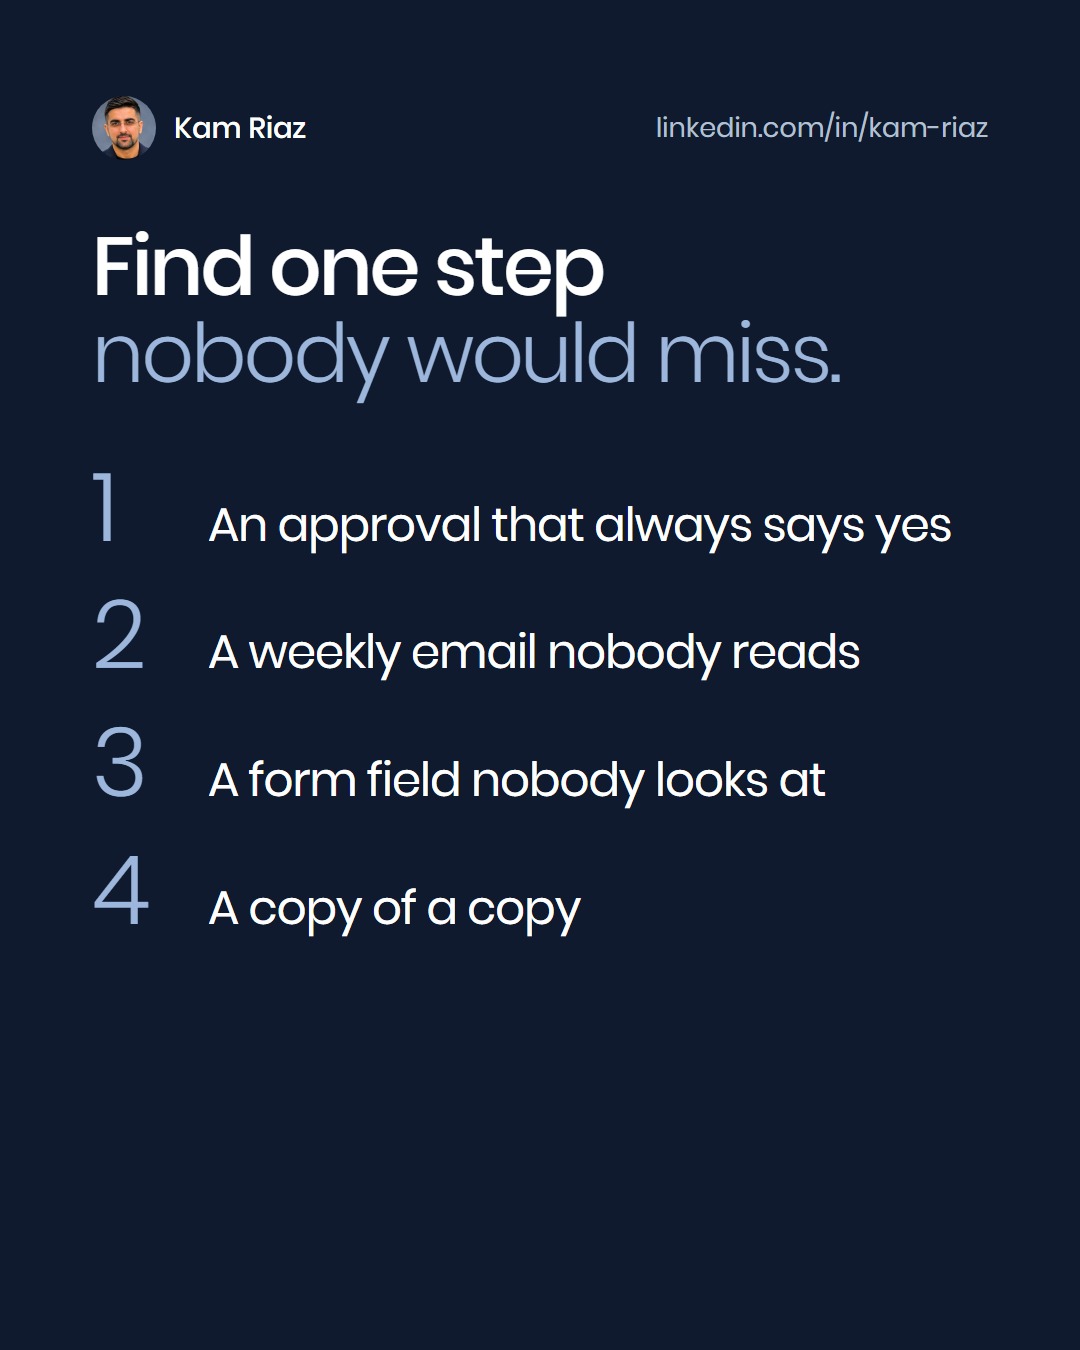 Kam Riaz
linkedin.com/in/kam-riaz
Find one step
nobody would miss.
1 An approval that always says yes
2 A weekly email nobody reads
3 A form field nobody looks at
4 A copy of a copy